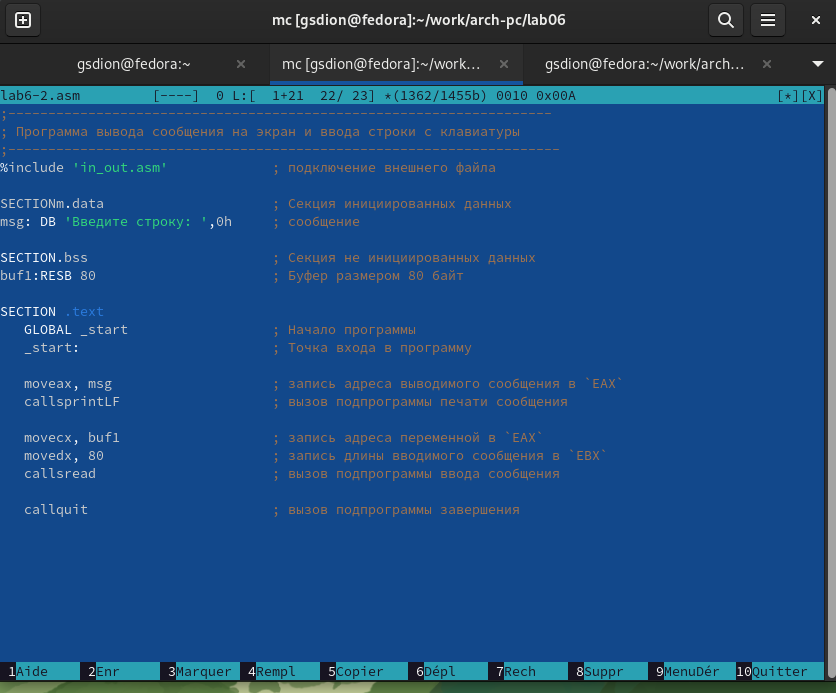 mc [gsdion@fedora]:~/work/arch-pc/lab06
gsdion@fedora:~ × mc [gsdion@fedora]:~/work... × gsdion@fedora:~/work/arch... ×
lab6-2.asm [----] 0 L:[ 1+21 22/ 23] *(1362/1455b) 0010 0x00A [*][X]
;--------------------------------------------------------------------
; Программа вывода сообщения на экран и ввода строки с клавиатуры
;---------------------------------------------------------------------
%include 'in_out.asm' ; подключение внешнего файла
SECTIONm.data ; Секция инициированных данных
msg: DB 'Введите строку: ',0h ; сообщение
SECTION.bss ; Секция не инициированных данных
buf1:RESB 80 ; Буфер размером 80 байт
SECTION .text
GLOBAL _start ; Начало программы
_start: ; Точка входа в программу
moveax, msg ; запись адреса выводимого сообщения в `EAX`
callsprintLF ; вызов подпрограммы печати сообщения
movecx, buf1 ; запись адреса переменной в `EAX`
movedx, 80 ; запись длины вводимого сообщения в `EBX`
callsread ; вызов подпрограммы ввода сообщения
callquit ; вызов подпрограммы завершения
1Aide 2Enr 3Marquer 4Rempl 5Copier 6Dépl 7Rech 8Suppr 9MenuDér 10Quitter